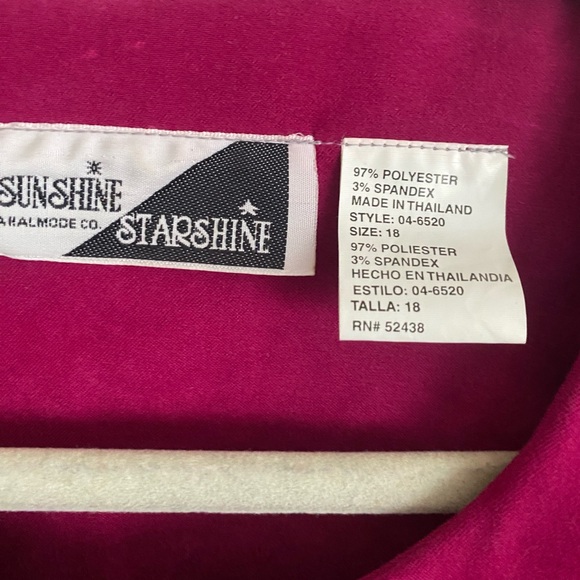 SUNSHINE
A HALMODE CO.
STARSHINE
97% POLYESTER
3% SPANDEX
MADE IN THAILAND
STYLE: 04-6520
SIZE: 18
97% POLIESTER
3% SPANDEX
HECHO EN THAILANDIA
ESTILO: 04-6520
TALLA: 18
RN# 52438